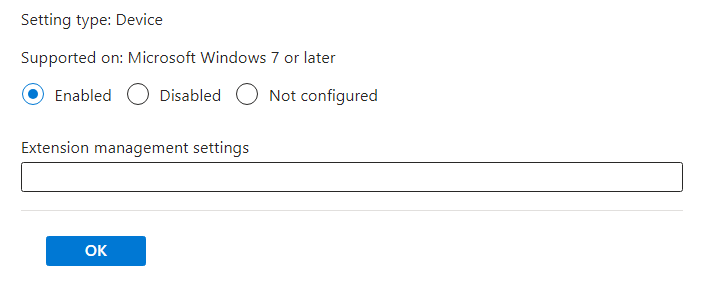 Setting type: Device
Supported on: Microsoft Windows 7 or later
Enabled Disabled Not configured
Extension management settings
OK